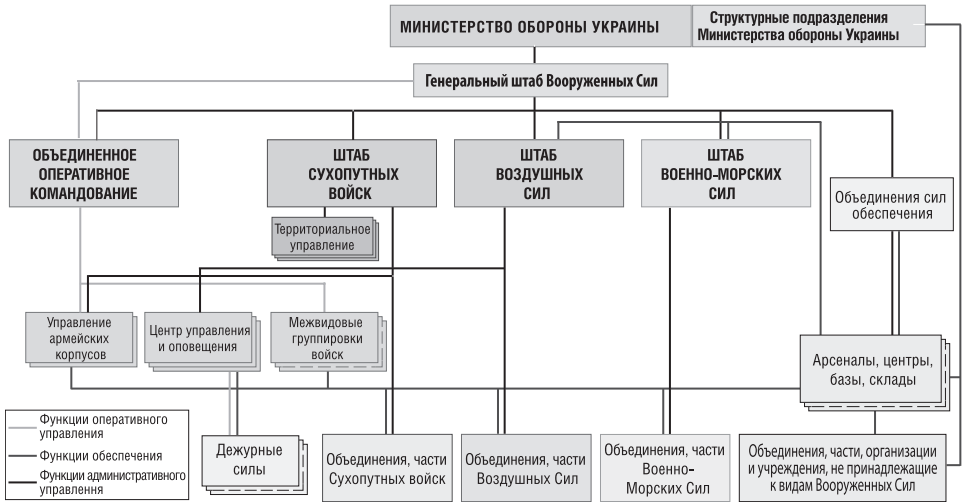 МИНИСТЕРСТВО ОБОРОНЫ УКРАИНЫ
Структурные подразделения
Министерства обороны Украины
Генеральный штаб Вооруженных Сил
ОБЪЕДИНЕННОЕ
ОПЕРАТИВНОЕ
КОМАНДОВАНИЕ
ШТАБ
СУХОПУТНЫХ
ВОЙСК
ШТАБ
ВОЗДУШНЫХ
СИЛ
ШТАБ
ВОЕННО-МОРСКИХ
СИЛ
Объединения сил
обеспечения
Территориальное
управление
Управление
армейских
корпусов
Центр управления
и оповещения
Межвидовые
группировки
войск
Арсеналы, центры,
базы, склады
Функции оперативного
управления
Функции обеспечения
Функции административного
управлення
Дежурные
силы
Объединения, части
Сухопутных войск
Объединения, части
Воздушных Сил
Объединения, части
Военно-
Морских Сил
Объединения, части, организации
и учреждения, не принадлежащие
к видам Вооруженных Сил